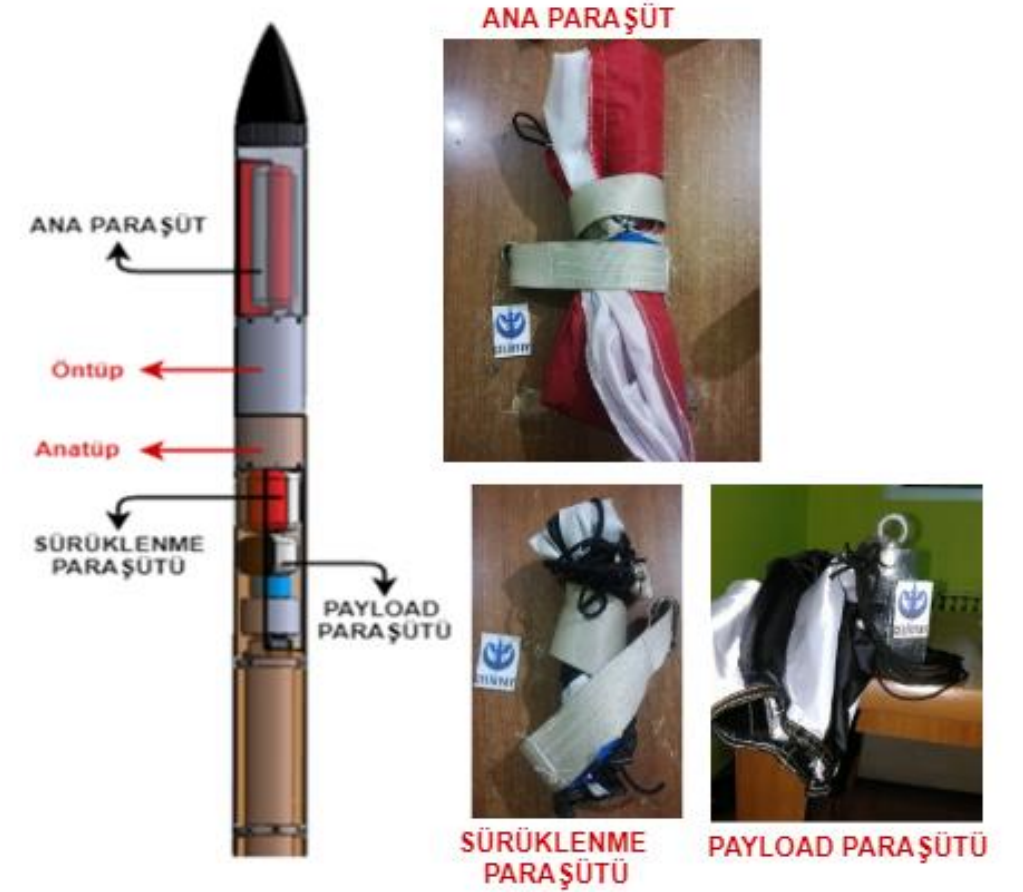 ANA PARAŞÜT
ANA PARAŞÜT
Öntüp
Anatüp
SÜRÜKLENME
PARAŞÜTÜ
PAYLOAD
PARAŞÜTÜ
SÜRÜKLENME
PARAŞÜTÜ
PAYLOAD PARAŞÜTÜ